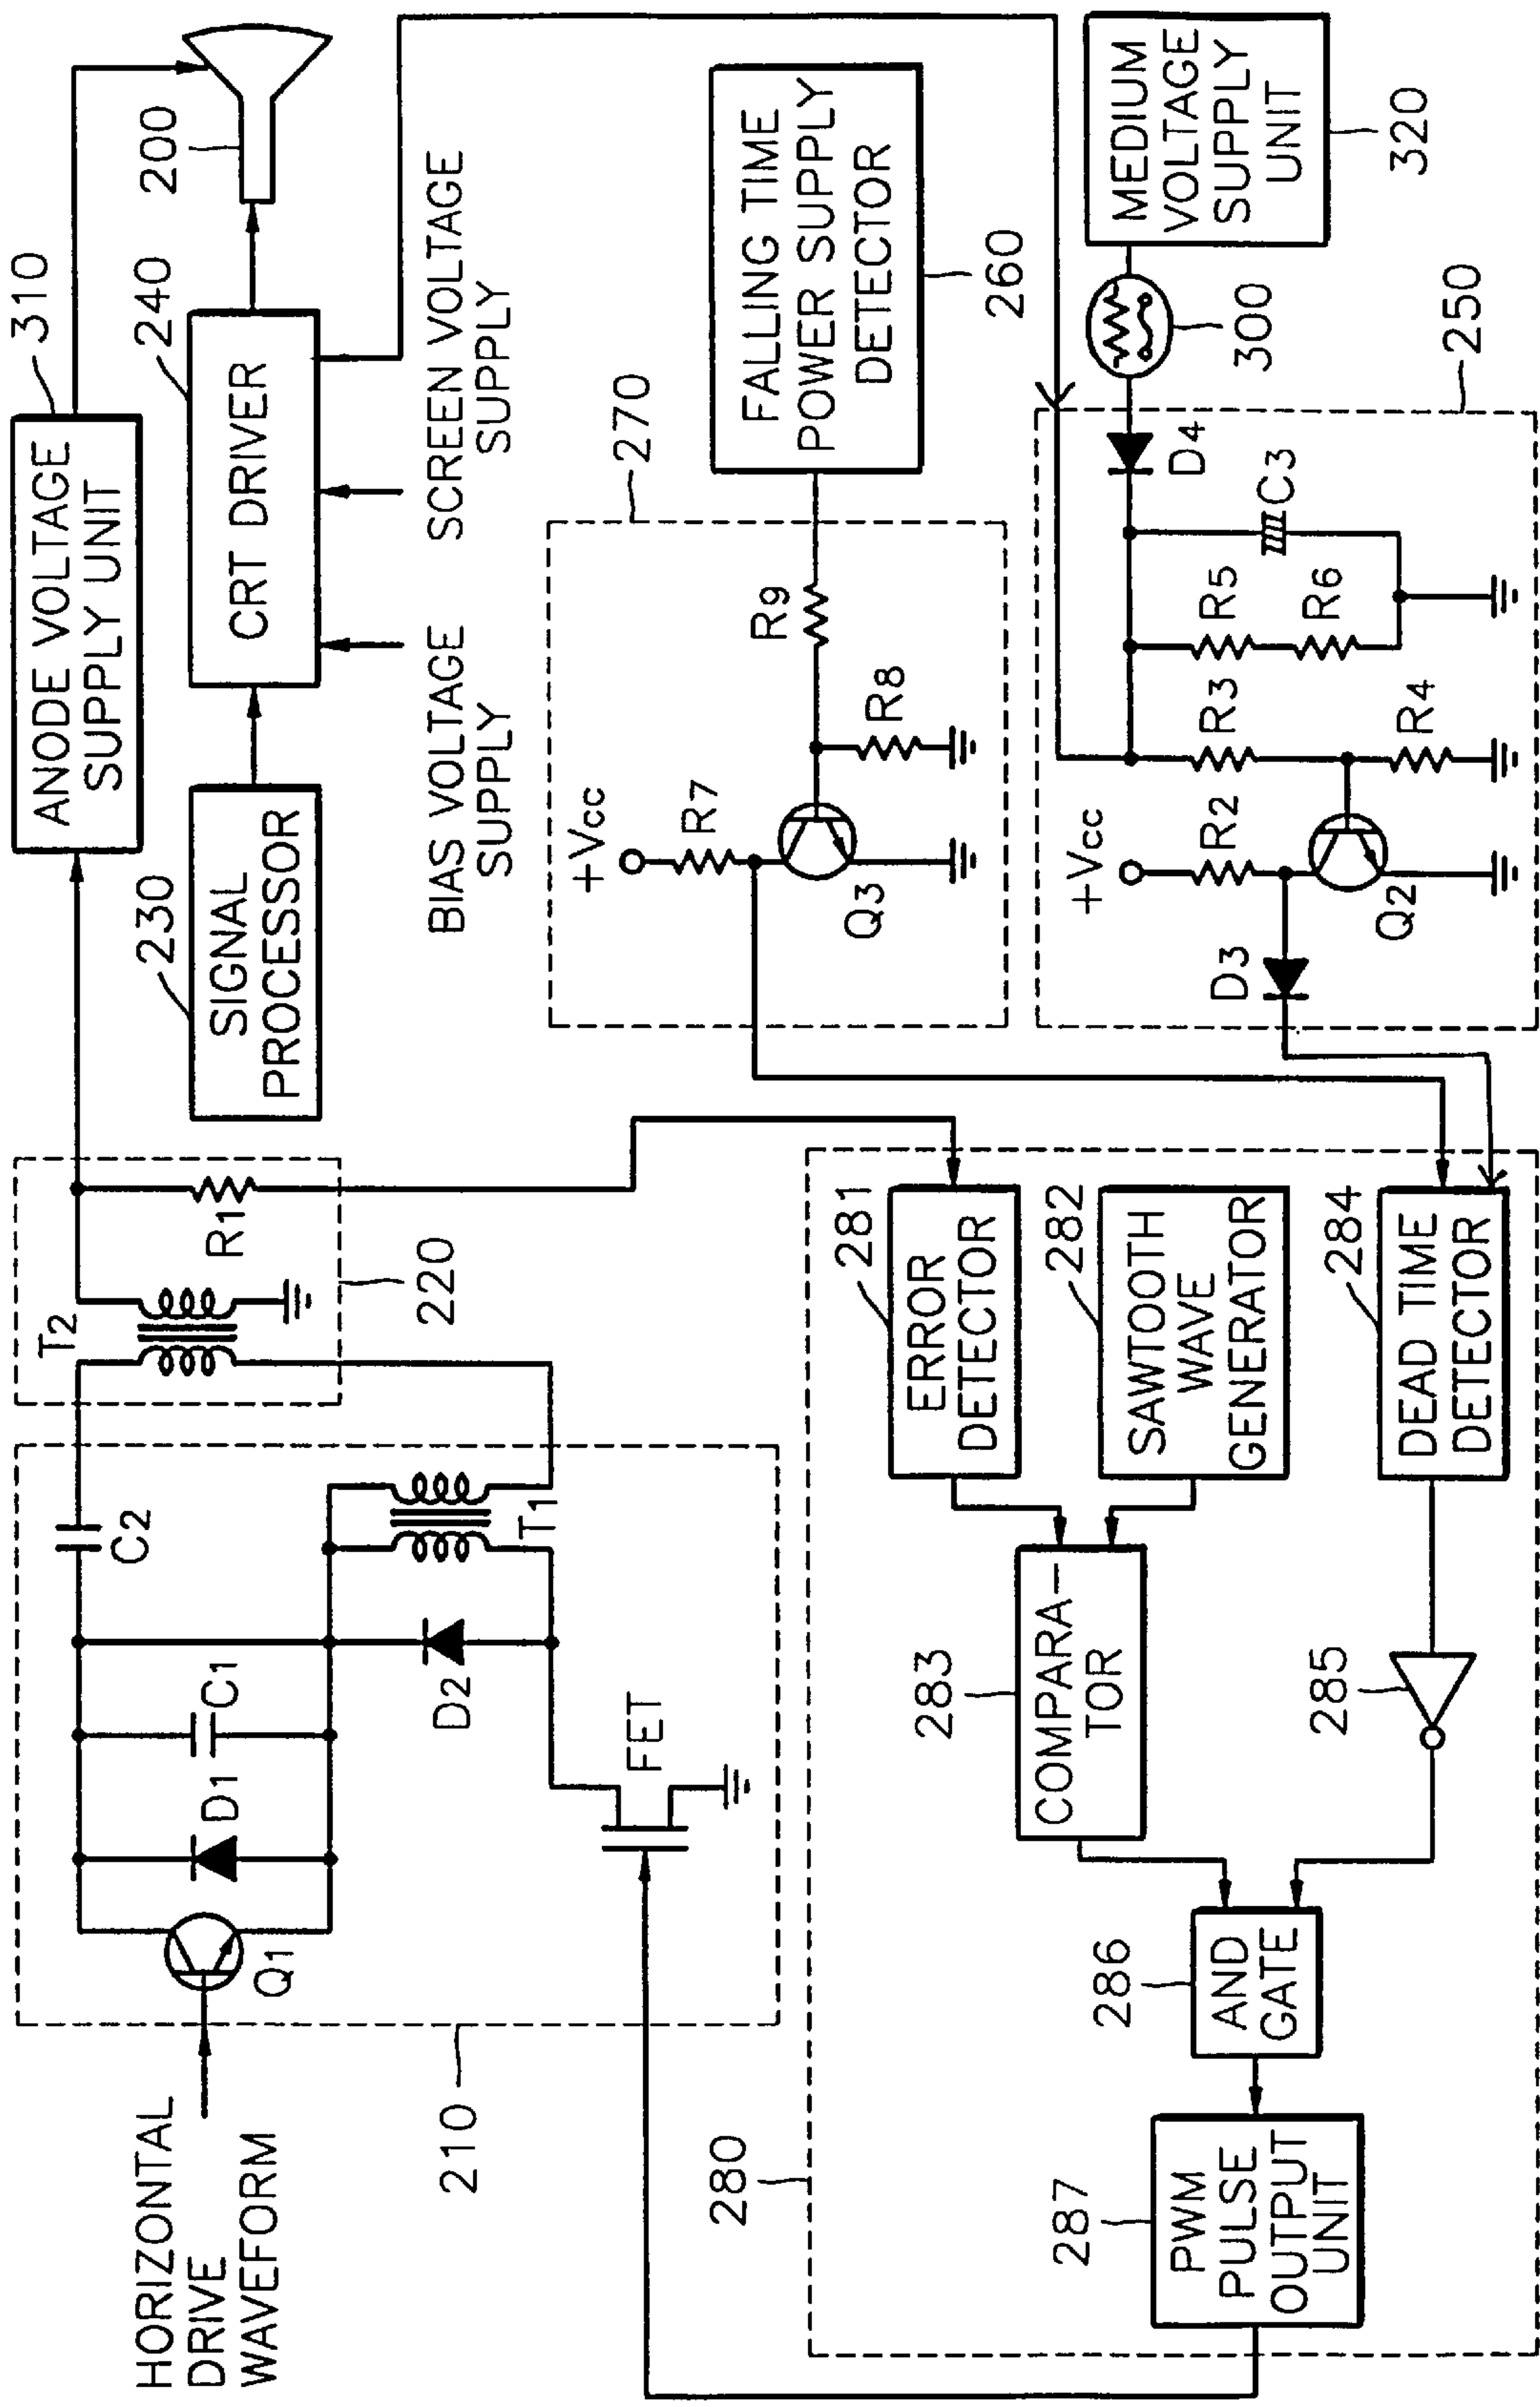 HORIZONTAL
DRIVE
WAVEFORM
210
Q1
D1
C1
C2
D2
FET
T1
T2
R1
220
ANODE VOLTAGE
SUPPLY UNIT
310
SIGNAL
PROCESSOR
230
CRT DRIVER
240
200
BIAS VOLTAGE
SUPPLY
SCREEN VOLTAGE
SUPPLY
270
+Vcc
R7
Q3
R8
R9
FALLING TIME
POWER SUPPLY
DETECTOR
260
+Vcc
R2
D3
Q2
R3
R4
R5
R6
C3
D4
250
300
MEDIUM
VOLTAGE
SUPPLY
UNIT
320
280
281
ERROR
DETECTOR
282
SAWTOOTH
WAVE
GENERATOR
283
COMPARA-
TOR
284
DEAD TIME
DETECTOR
285
286
AND
GATE
287
PWM
PULSE
OUTPUT
UNIT